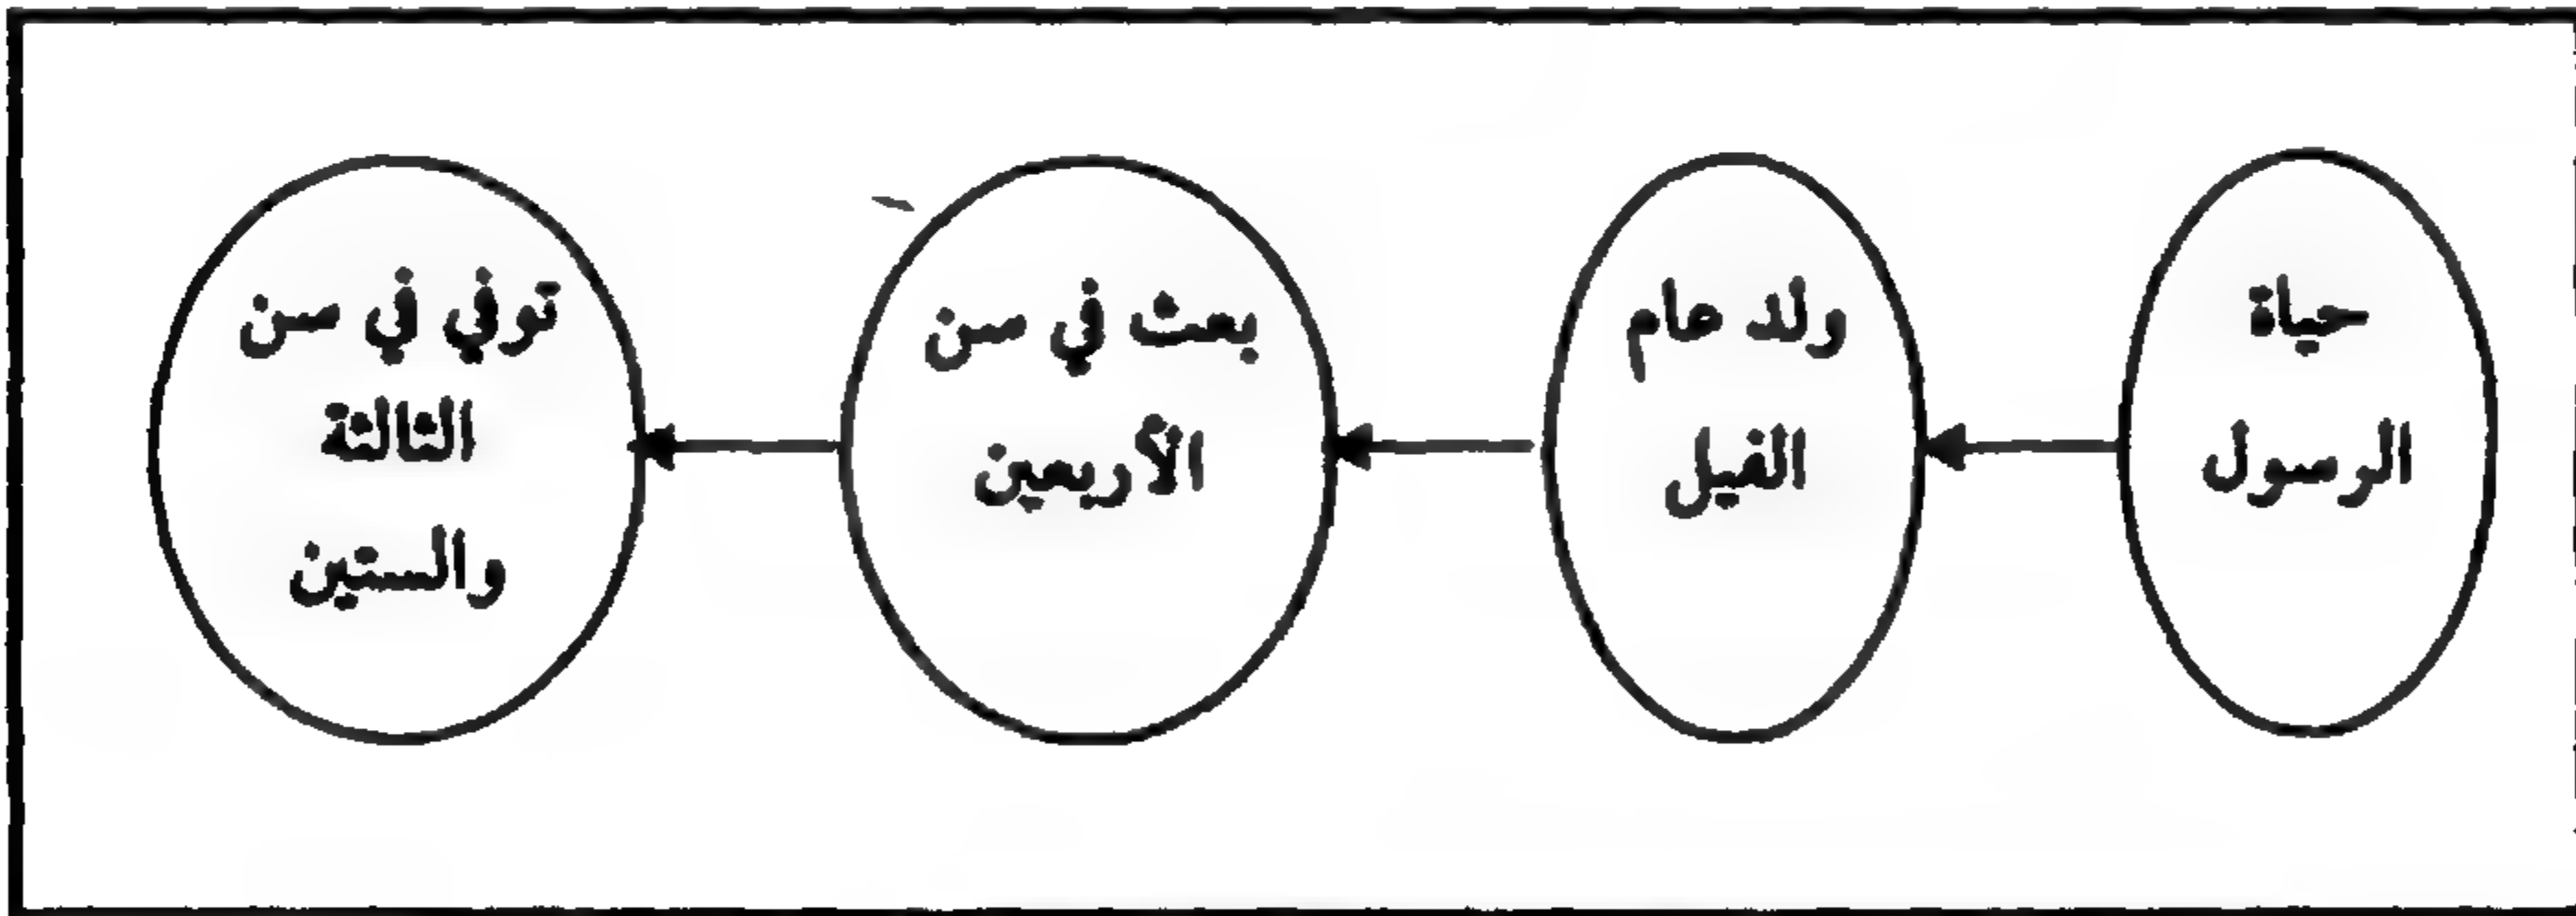 حياة
الرسول
ولد عام
الفيل
بعث في سن
الأربعين
توفي في سن
الثالثة
والستين